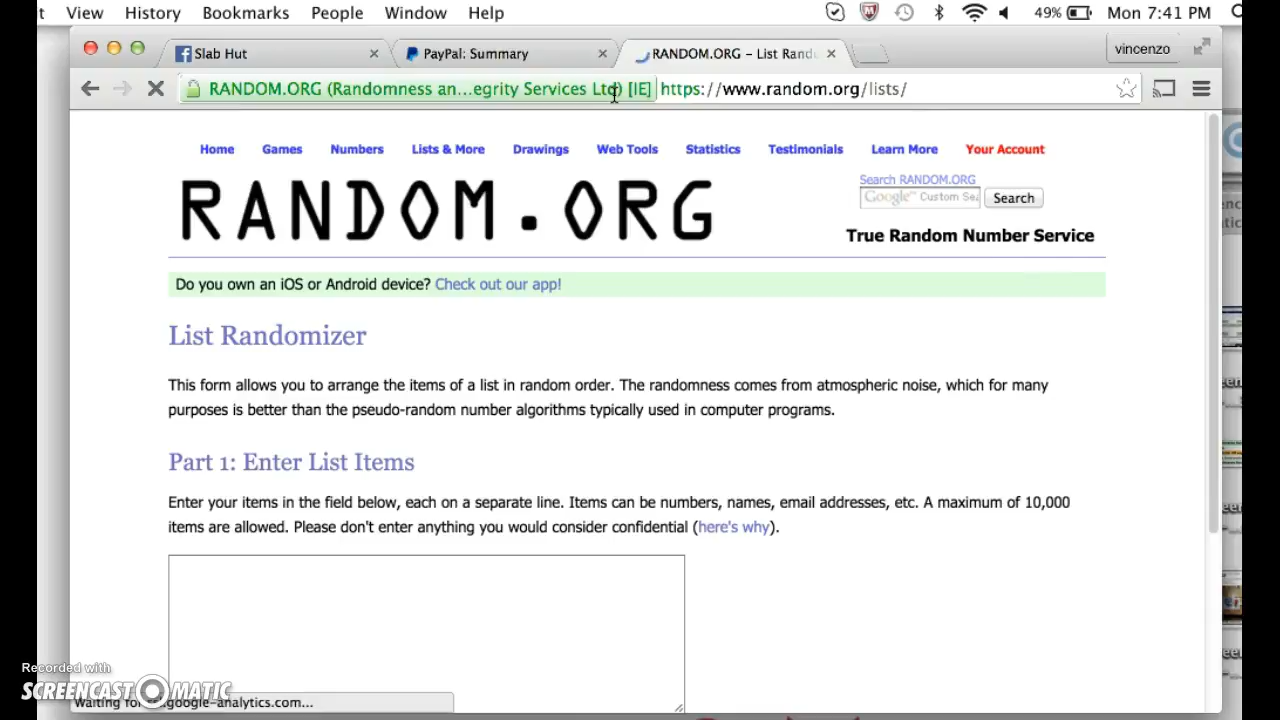 View History Bookmarks People Window Help 49% Mon 7:41 PM
Slab Hut PayPal: Summary RANDOM.ORG - List Rand vincenzo
RANDOM.ORG (Randomness an...egrity Services Ltd) [IE] https://www.random.org/lists/
Home Games Numbers Lists & More Drawings Web Tools Statistics Testimonials Learn More Your Account
Search RANDOM.ORG
Google™ Custom Sea Search
RANDOM.ORG
True Random Number Service
Do you own an iOS or Android device? Check out our app!
List Randomizer
This form allows you to arrange the items of a list in random order. The randomness comes from atmospheric noise, which for many
purposes is better than the pseudo-random number algorithms typically used in computer programs.
Part 1: Enter List Items
Enter your items in the field below, each on a separate line. Items can be numbers, names, email addresses, etc. A maximum of 10,000
items are allowed. Please don't enter anything you would consider confidential (here's why).
Recorded with
SCREENCAST-O-MATIC
Waiting for ssl.google-analytics.com...